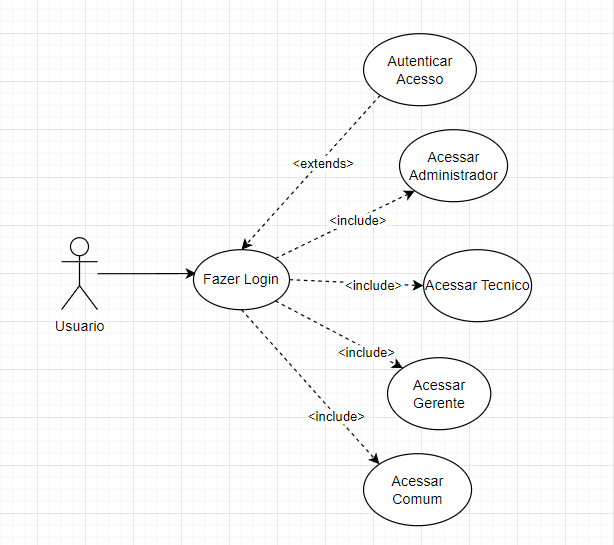 Autenticar
Acesso
<extends>
Acessar
Administrador
<include>
Usuario
Fazer Login
<include>
Acessar Tecnico
<include>
Acessar
Gerente
<include>
Acessar
Comum